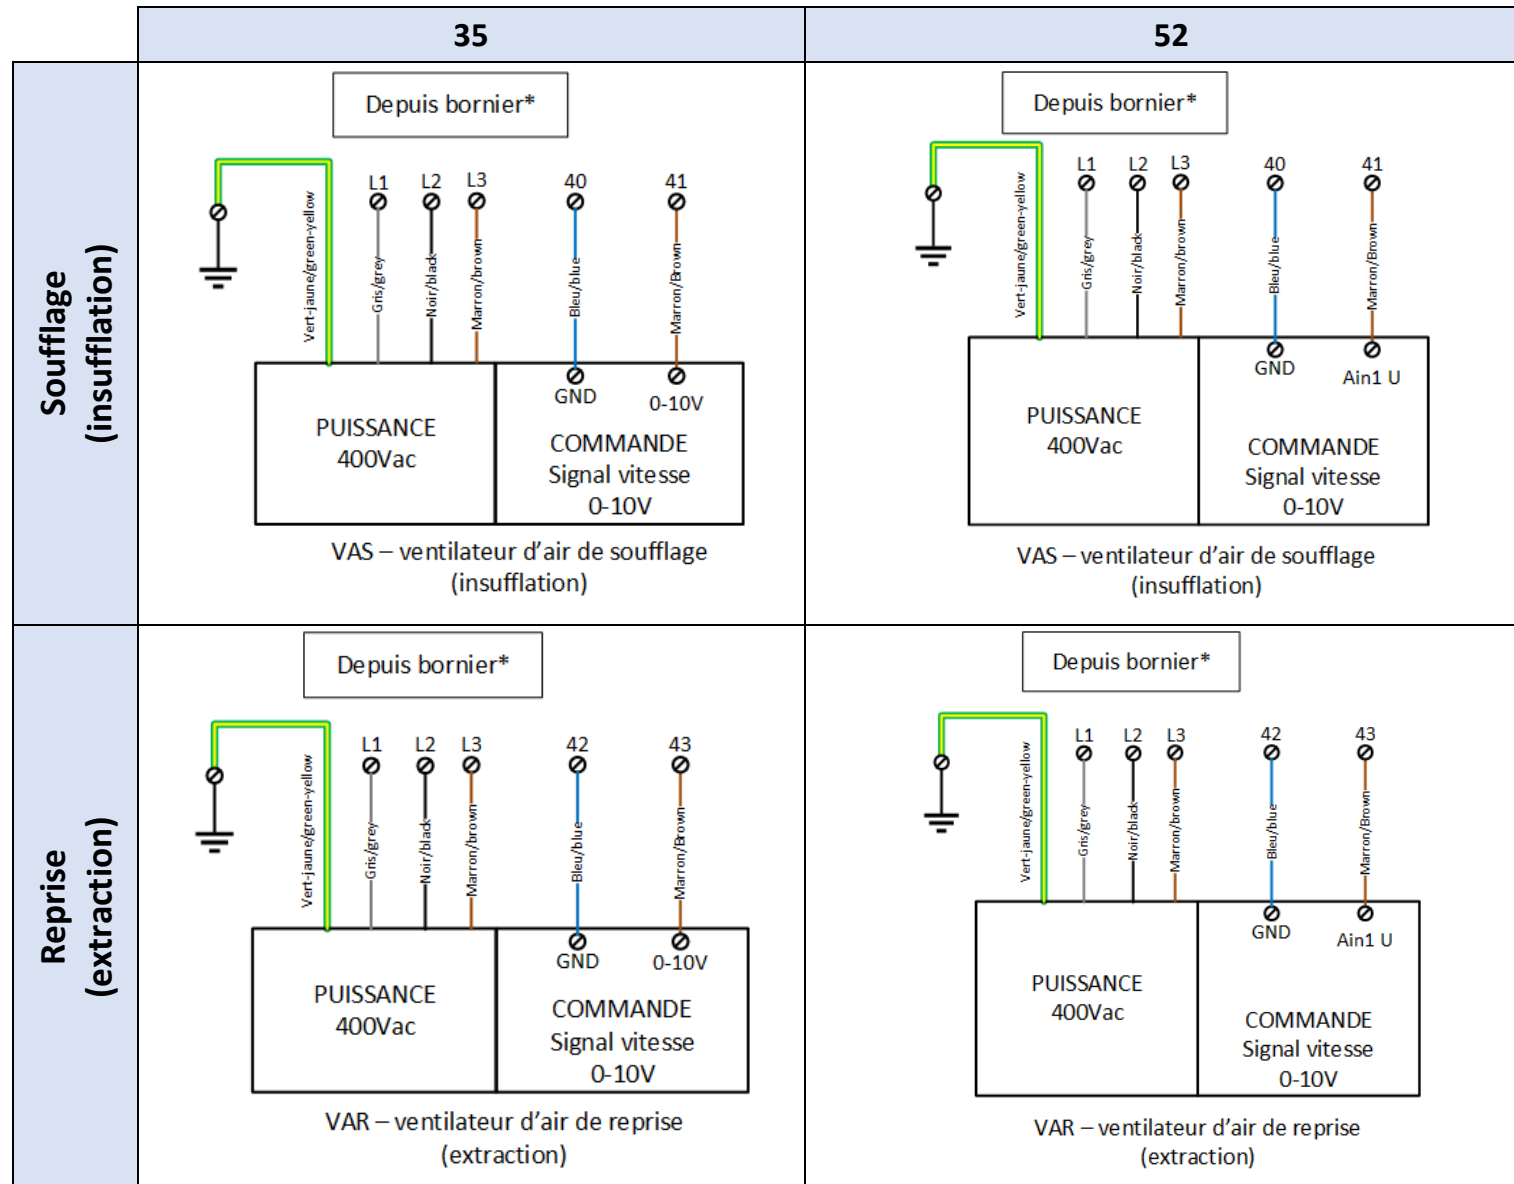 35
52
Soufflage
(insufflation)
Depuis bornier*
L1
L2
L3
40
41
Vert-jaune/green-yellow
Gris/grey
Noir/black
Marron/brown
Bleu/blue
Marron/Brown
GND
0-10V
PUISSANCE
400Vac
COMMANDE
Signal vitesse
0-10V
VAS – ventilateur d'air de soufflage
(insufflation)
Depuis bornier*
L1
L2
L3
40
41
Vert-jaune/green-yellow
Gris/grey
Noir/black
Marron/brown
Bleu/blue
Marron/Brown
GND
Ain1 U
PUISSANCE
400Vac
COMMANDE
Signal vitesse
0-10V
VAS – ventilateur d'air de soufflage
(insufflation)
Reprise
(extraction)
Depuis bornier*
L1
L2
L3
42
43
Vert-jaune/green-yellow
Gris/grey
Noir/black
Marron/brown
Bleu/blue
Marron/Brown
GND
0-10V
PUISSANCE
400Vac
COMMANDE
Signal vitesse
0-10V
VAR – ventilateur d'air de reprise
(extraction)
Depuis bornier*
L1
L2
L3
42
43
Vert-jaune/green-yellow
Gris/grey
Noir/black
Marron/brown
Bleu/blue
Marron/Brown
GND
Ain1 U
PUISSANCE
400Vac
COMMANDE
Signal vitesse
0-10V
VAR – ventilateur d'air de reprise
(extraction)